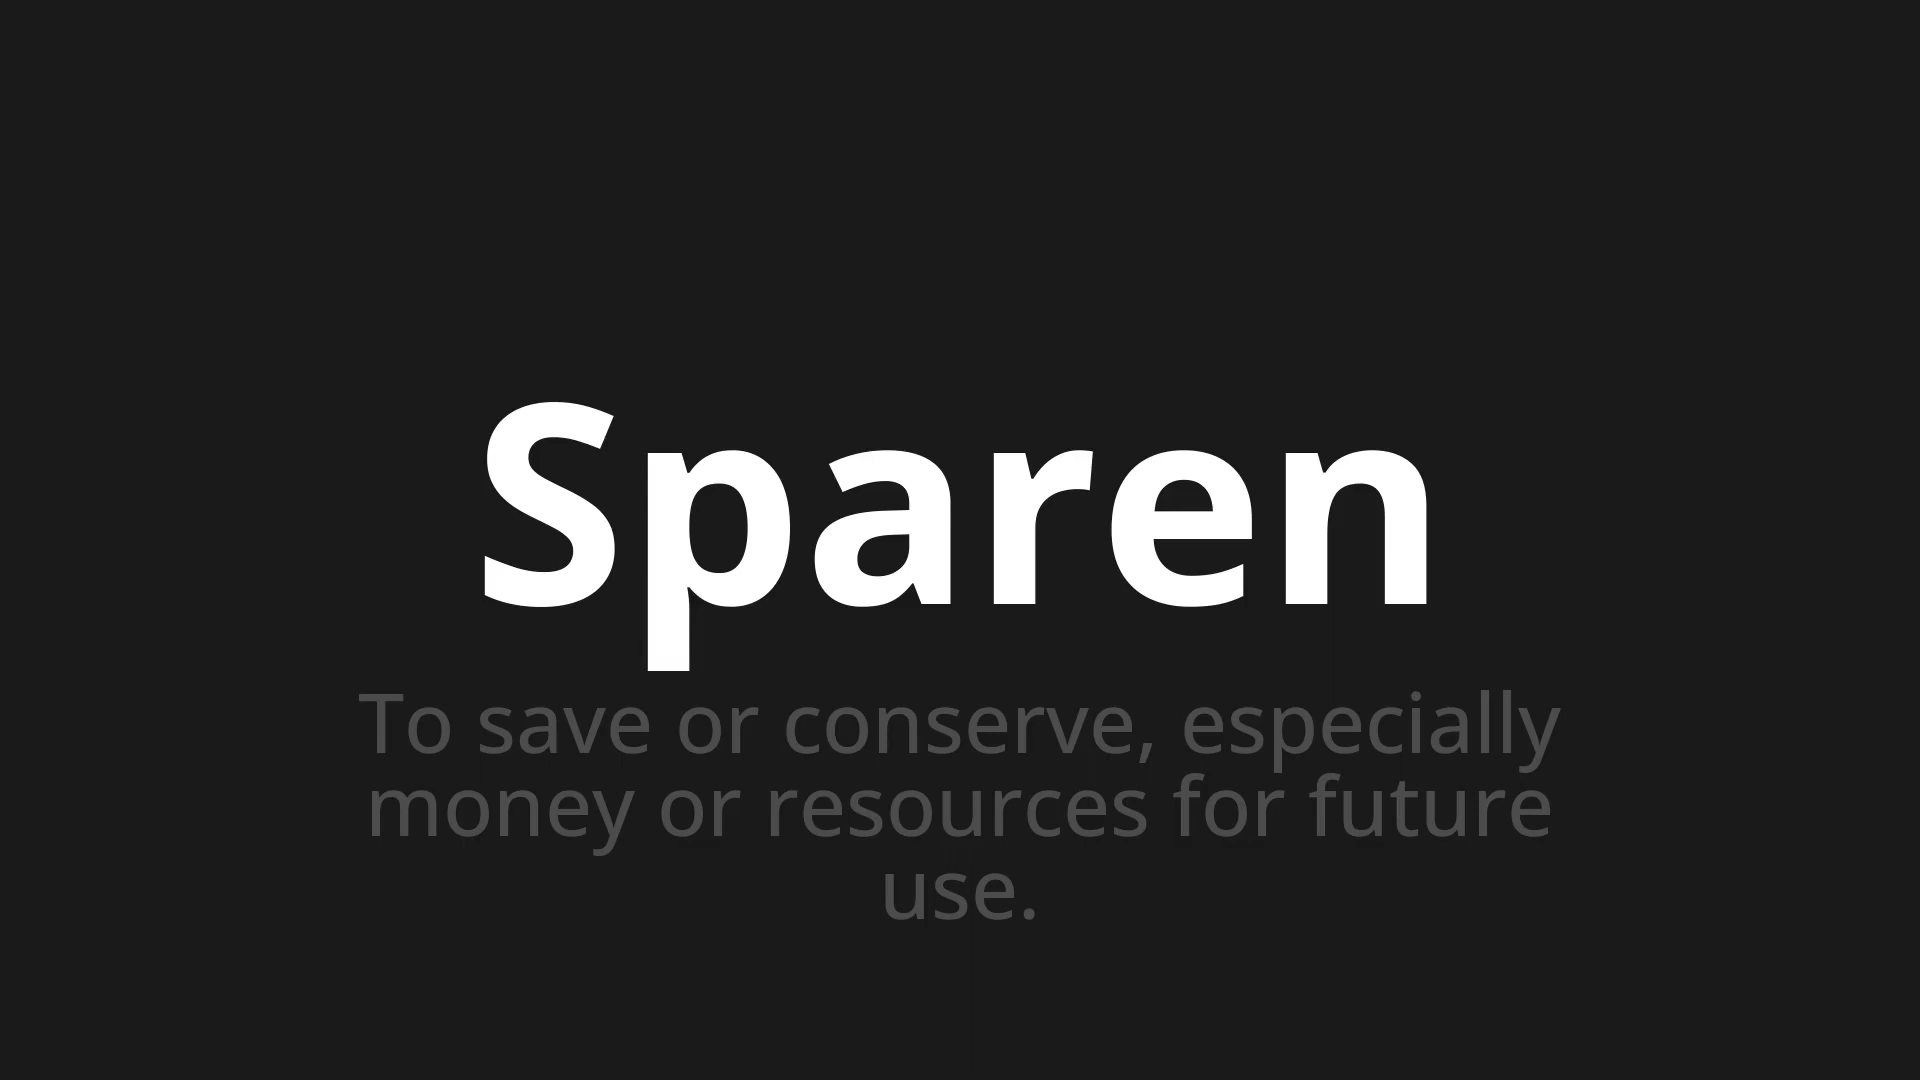 Sparen
To save or conserve, especially
money or resources for future
use.